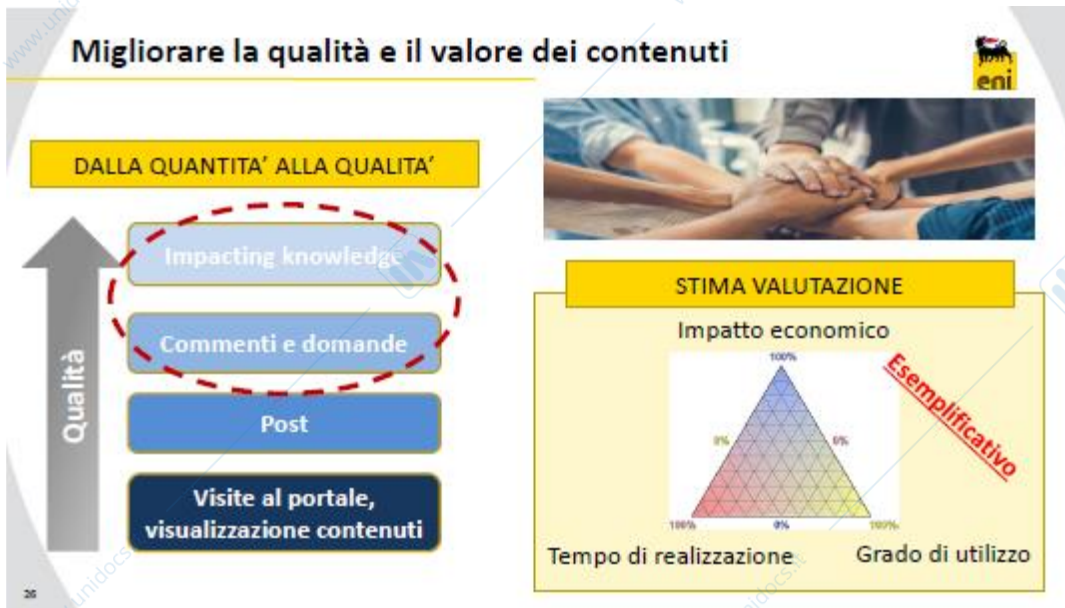 Migliorare la qualità e il valore dei contenuti
eni
DALLA QUANTITA’ ALLA QUALITA’
Qualità
Impacting knowledge
Commenti e domande
Post
Visite al portale,
visualizzazione contenuti
STIMA VALUTAZIONE
Impatto economico
100%
Esemplificativo
0%
0%
100%
0%
100%
Tempo di realizzazione
Grado di utilizzo
26